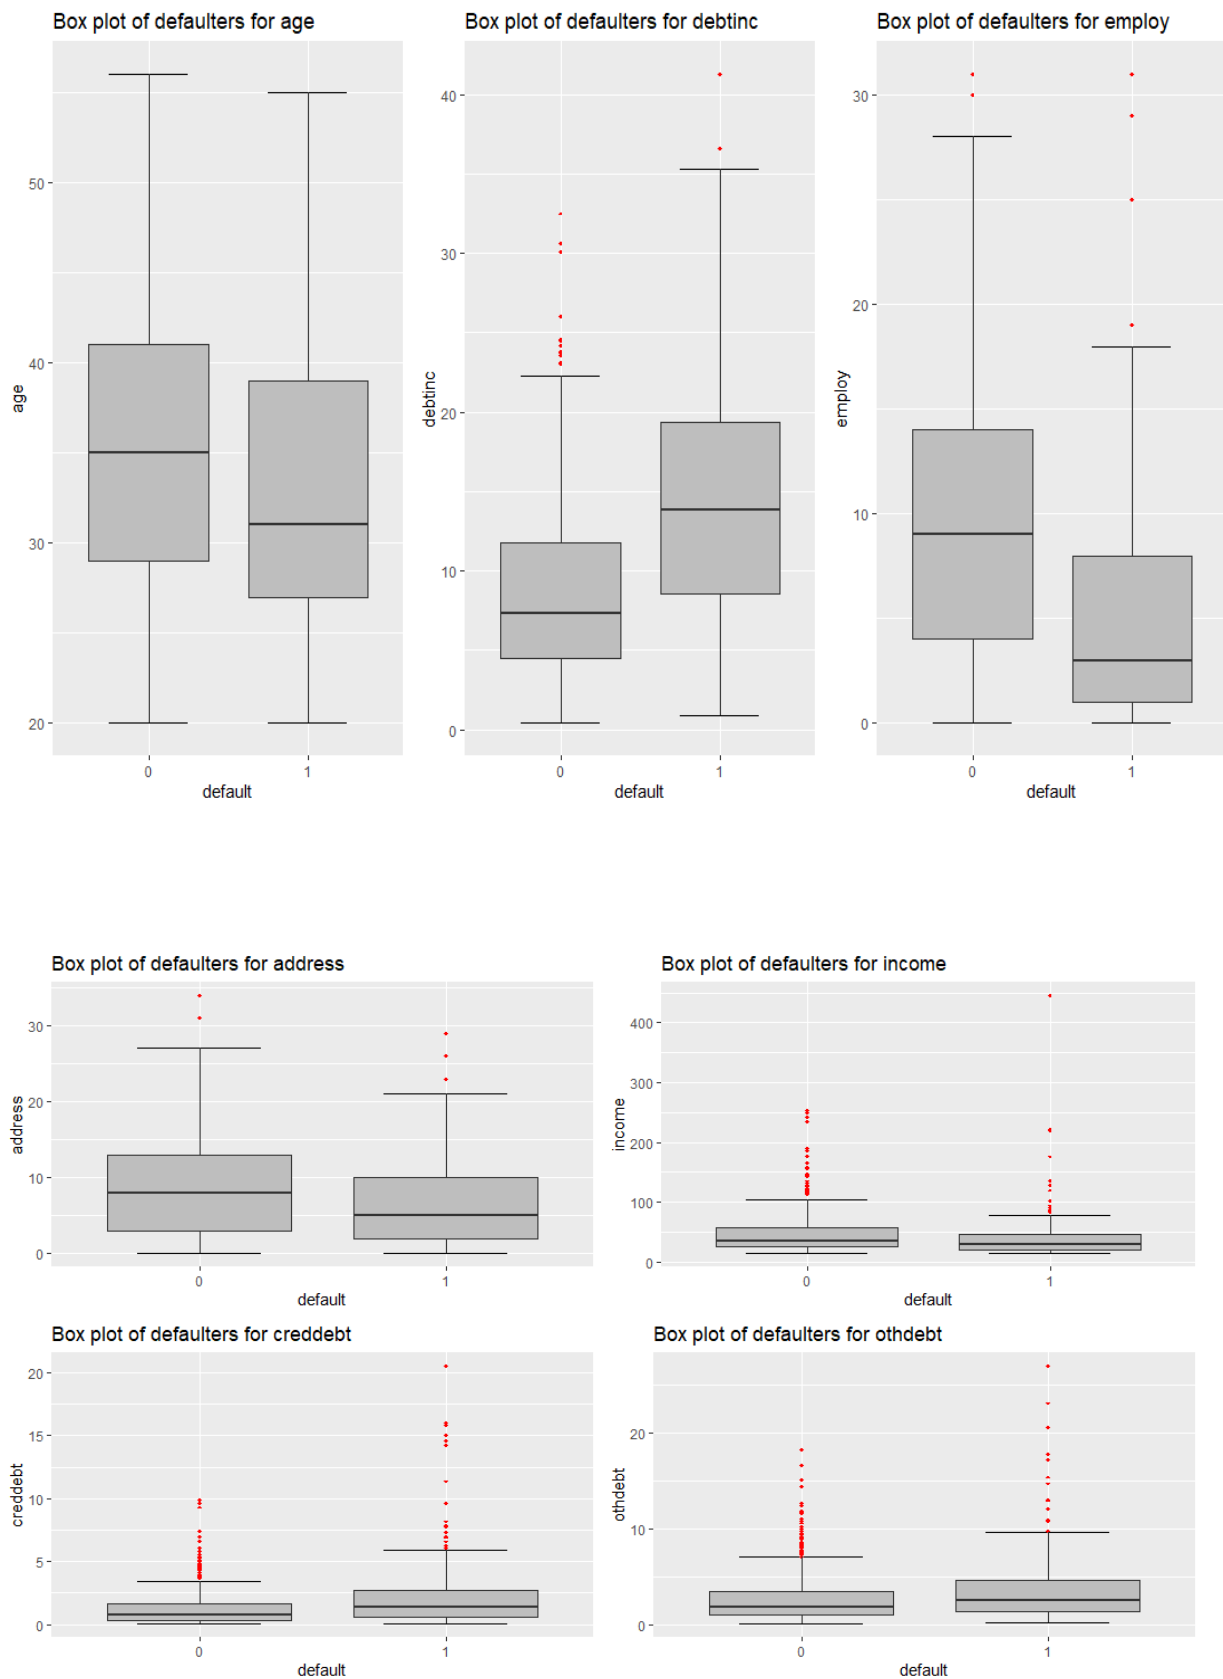 Box plot of defaulters for age
50
40
30
20
age
0 1
default
Box plot of defaulters for debtinc
40
30
20
10
0
debtinc
0 1
default
Box plot of defaulters for employ
30
20
10
0
employ
0 1
default
Box plot of defaulters for address
30
20
10
0
address
0 1
default
Box plot of defaulters for income
400
300
200
100
0
income
0 1
default
Box plot of defaulters for creddebt
20
15
10
5
0
creddebt
0 1
default
Box plot of defaulters for othdebt
20
10
0
othdebt
0 1
default